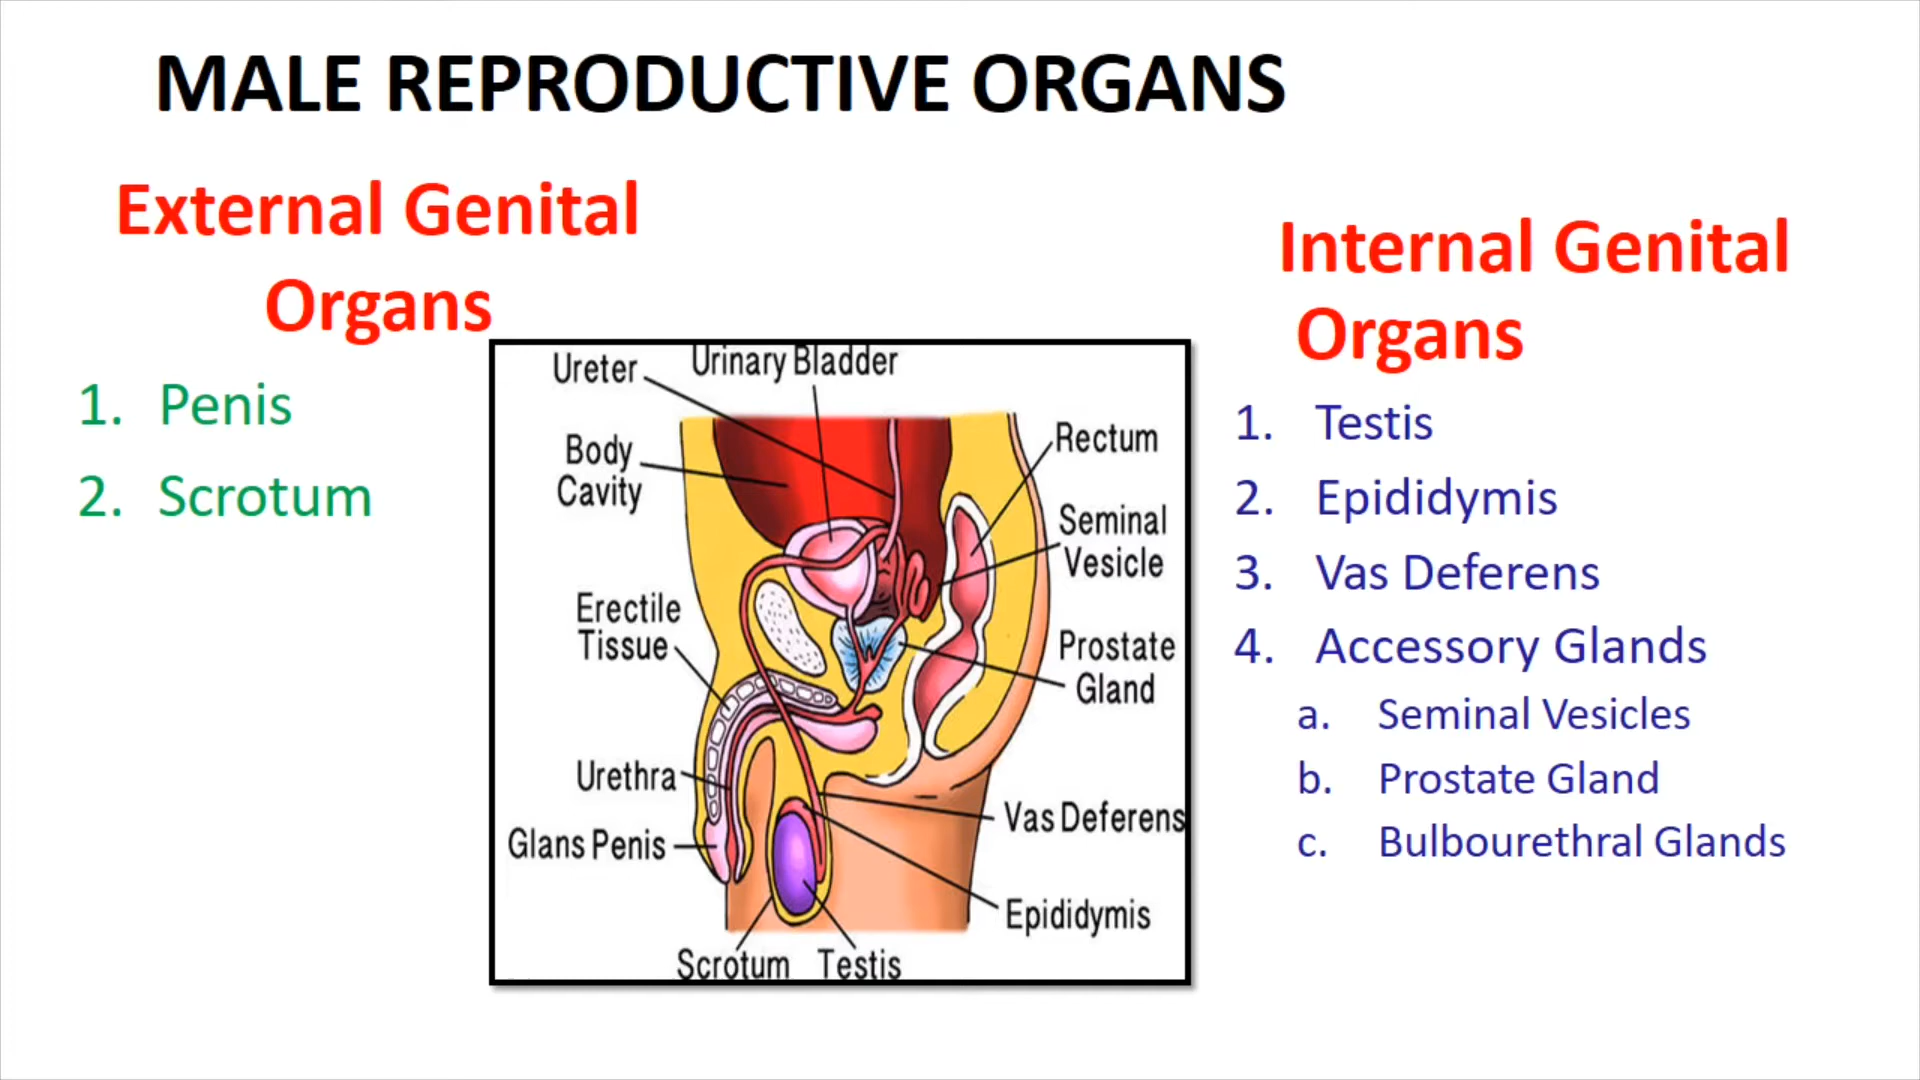 MALE REPRODUCTIVE ORGANS
External Genital
Organs
1. Penis
2. Scrotum
Ureter
Urinary Bladder
Body
Cavity
Erectile
Tissue
Urethra
Glans Penis
Scrotum
Testis
Rectum
Seminal
Vesicle
Prostate
Gland
Vas Deferens
Epididymis
Internal Genital
Organs
1. Testis
2. Epididymis
3. Vas Deferens
4. Accessory Glands
a. Seminal Vesicles
b. Prostate Gland
c. Bulbourethral Glands